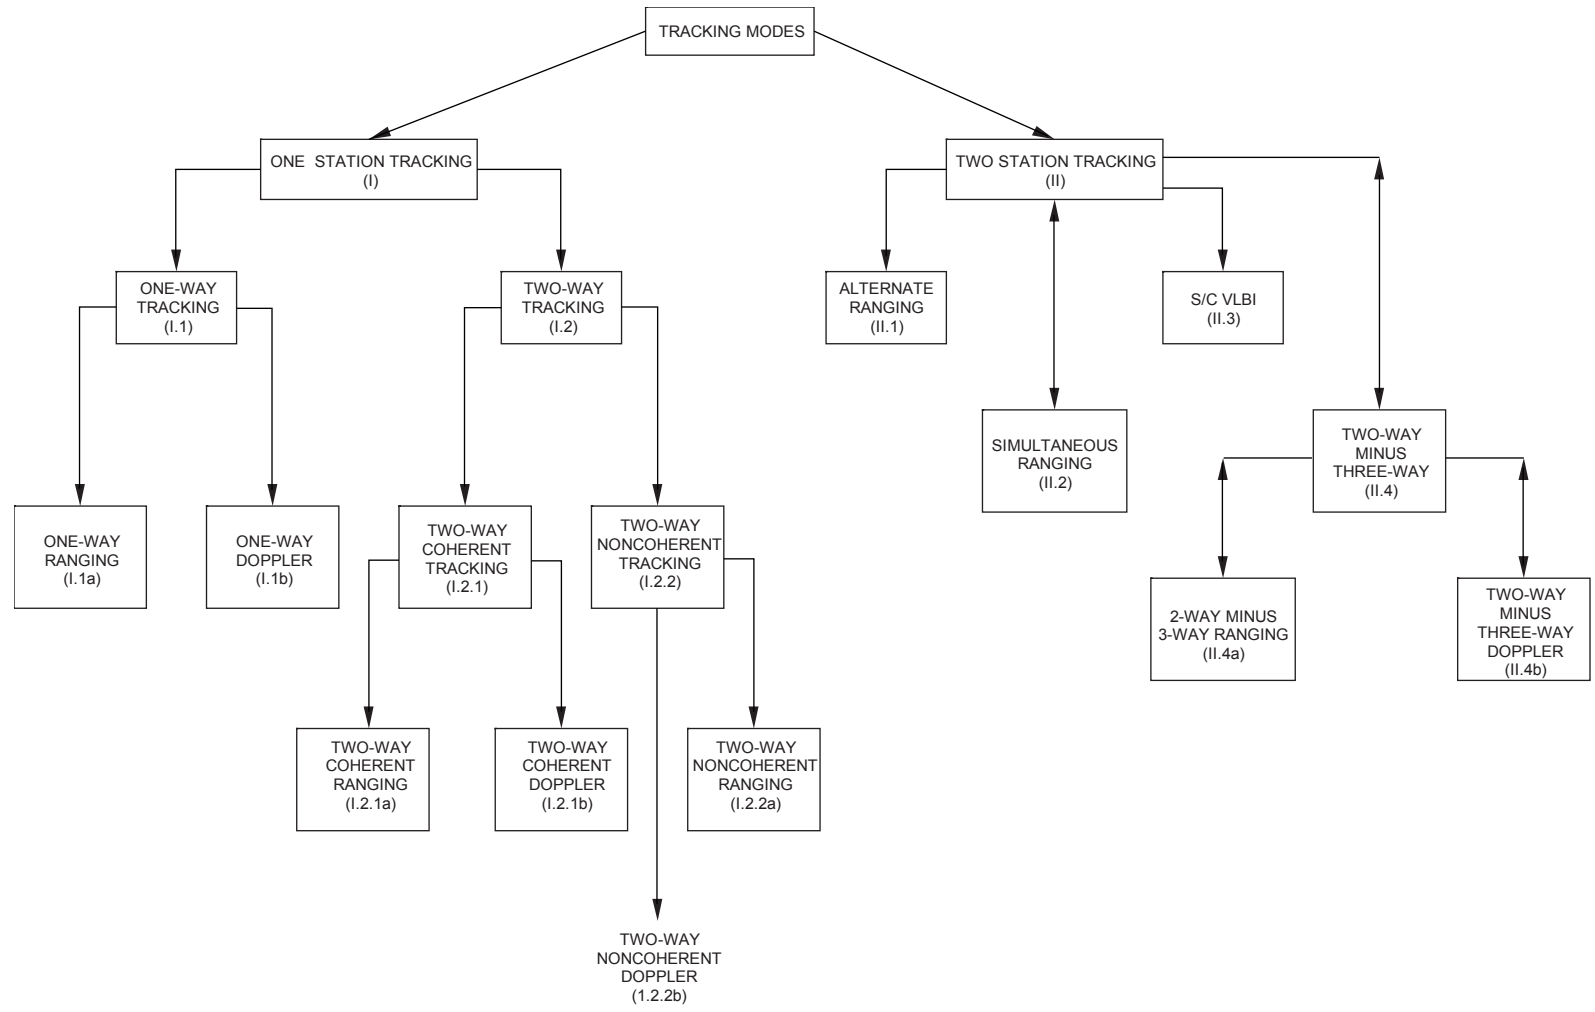 TRACKING MODES
ONE STATION TRACKING
(I)
TWO STATION TRACKING
(II)
ONE-WAY
TRACKING
(I.1)
TWO-WAY
TRACKING
(I.2)
ALTERNATE
RANGING
(II.1)
S/C VLBI
(II.3)
SIMULTANEOUS
RANGING
(II.2)
TWO-WAY
MINUS
THREE-WAY
(II.4)
ONE-WAY
RANGING
(I.1a)
ONE-WAY
DOPPLER
(I.1b)
TWO-WAY
COHERENT
TRACKING
(I.2.1)
TWO-WAY
NONCOHERENT
TRACKING
(I.2.2)
2-WAY MINUS
3-WAY RANGING
(II.4a)
TWO-WAY
MINUS
THREE-WAY
DOPPLER
(II.4b)
TWO-WAY
COHERENT
RANGING
(I.2.1a)
TWO-WAY
COHERENT
DOPPLER
(I.2.1b)
TWO-WAY
NONCOHERENT
RANGING
(I.2.2a)
TWO-WAY
NONCOHERENT
DOPPLER
(1.2.2b)